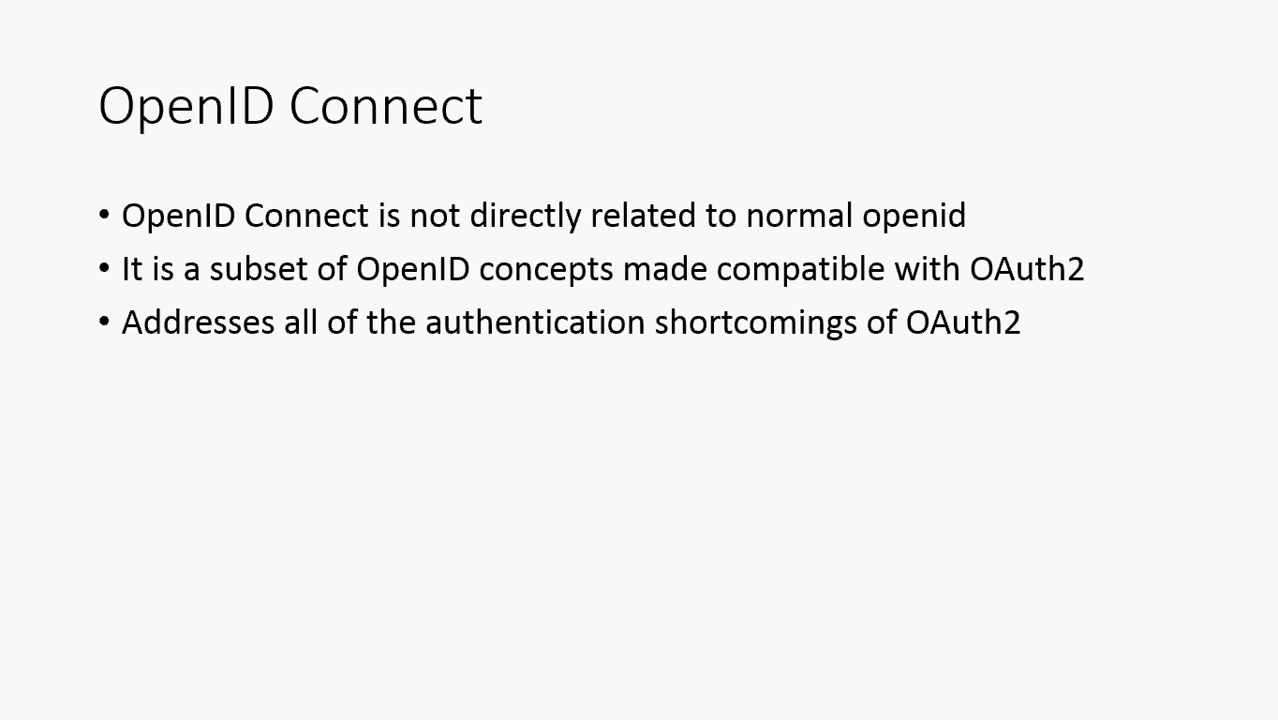 OpenID Connect
• OpenID Connect is not directly related to normal openid
• It is a subset of OpenID concepts made compatible with OAuth2
• Addresses all of the authentication shortcomings of OAuth2